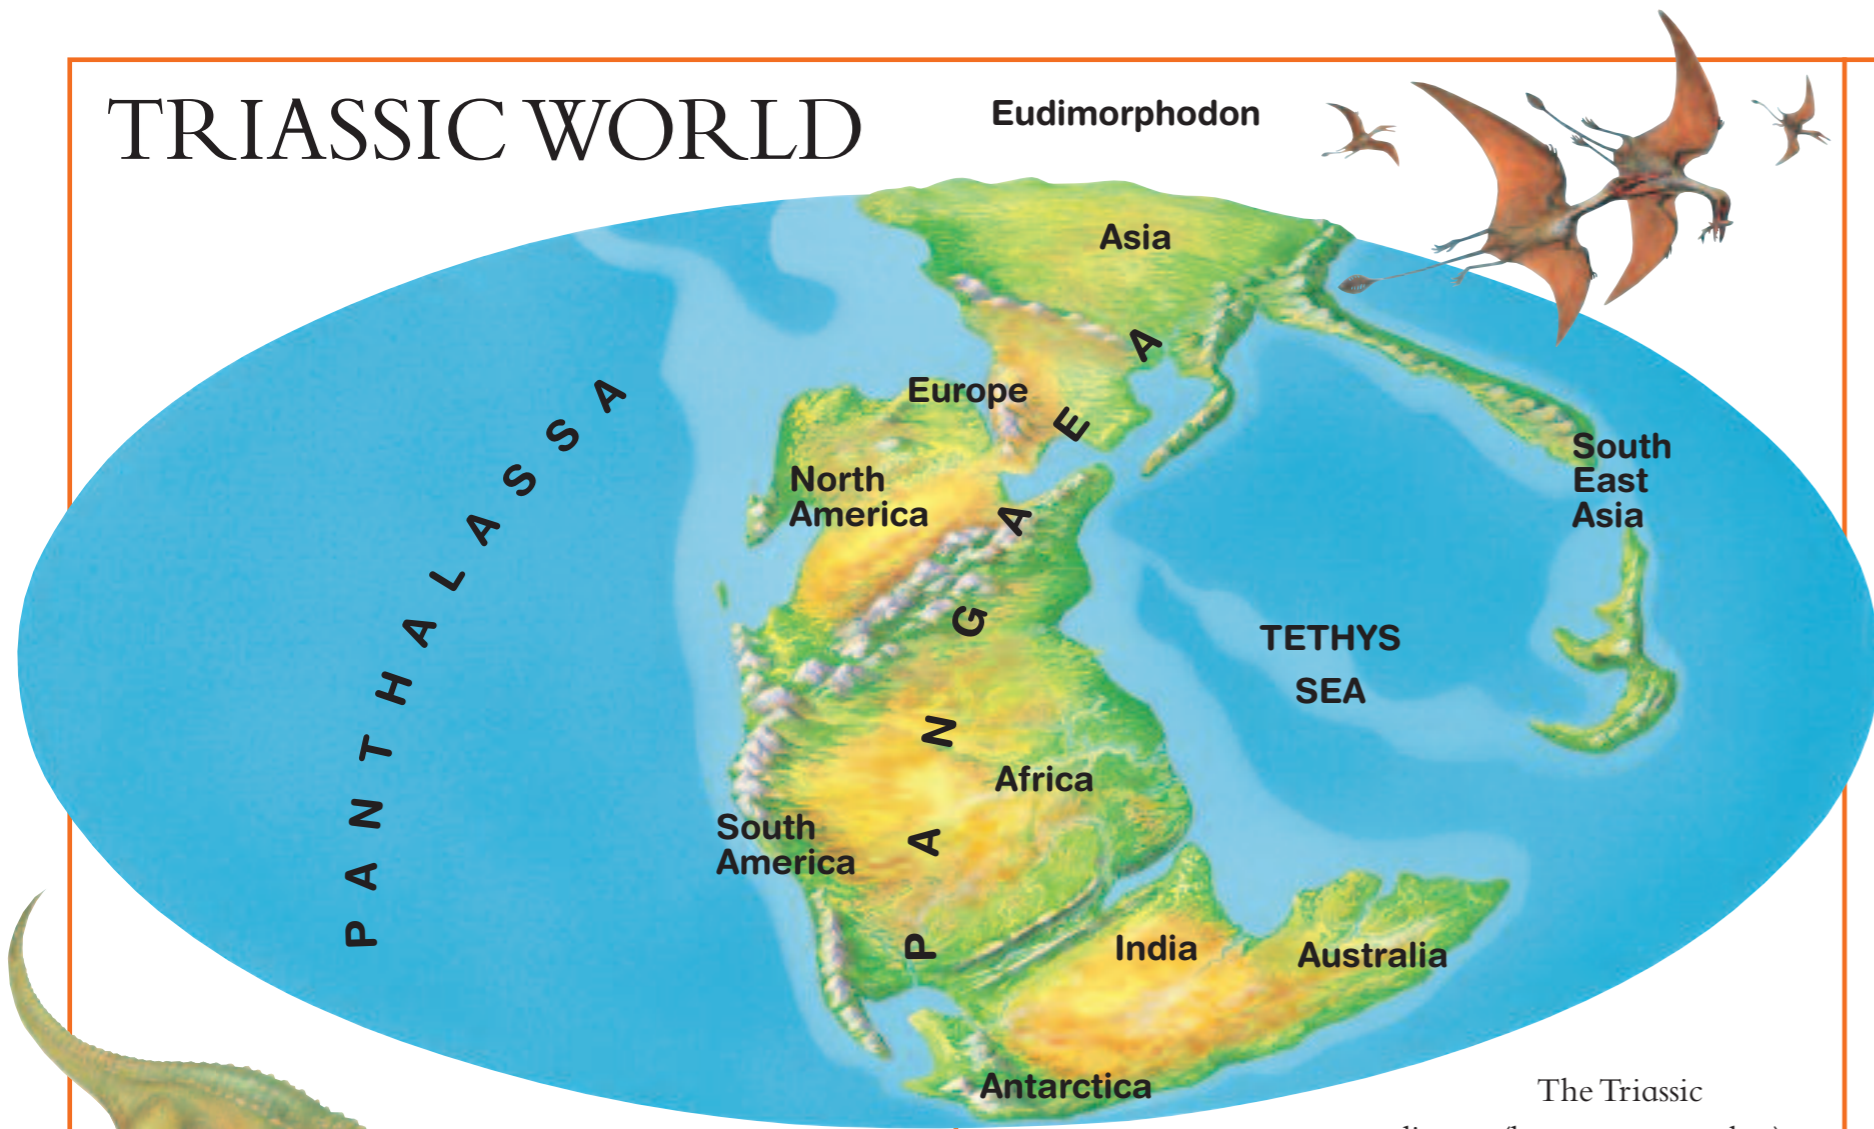 TRIASSIC WORLD
Eudimorphodon
Asia
Europe
North
America
South
East
Asia
PANTHALASSA
PANGAEA
TETHYS
SEA
Africa
South
America
India
Australia
Antarctica
The Triassic